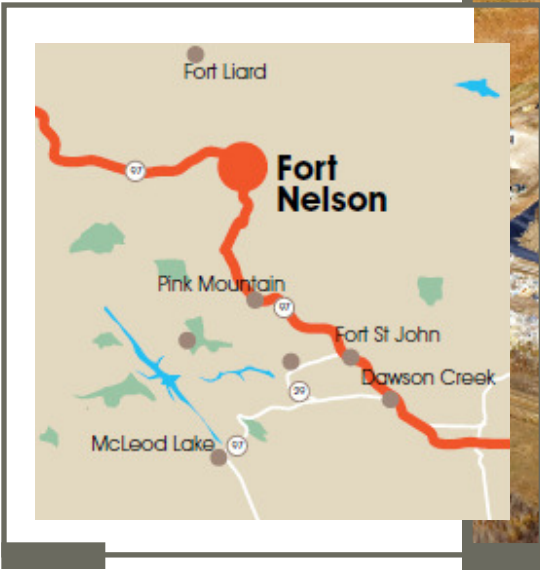 Fort Liard
97
Fort
Nelson
Pink Mountain
97
Fort St John
Dawson Creek
29
McLeod Lake
97